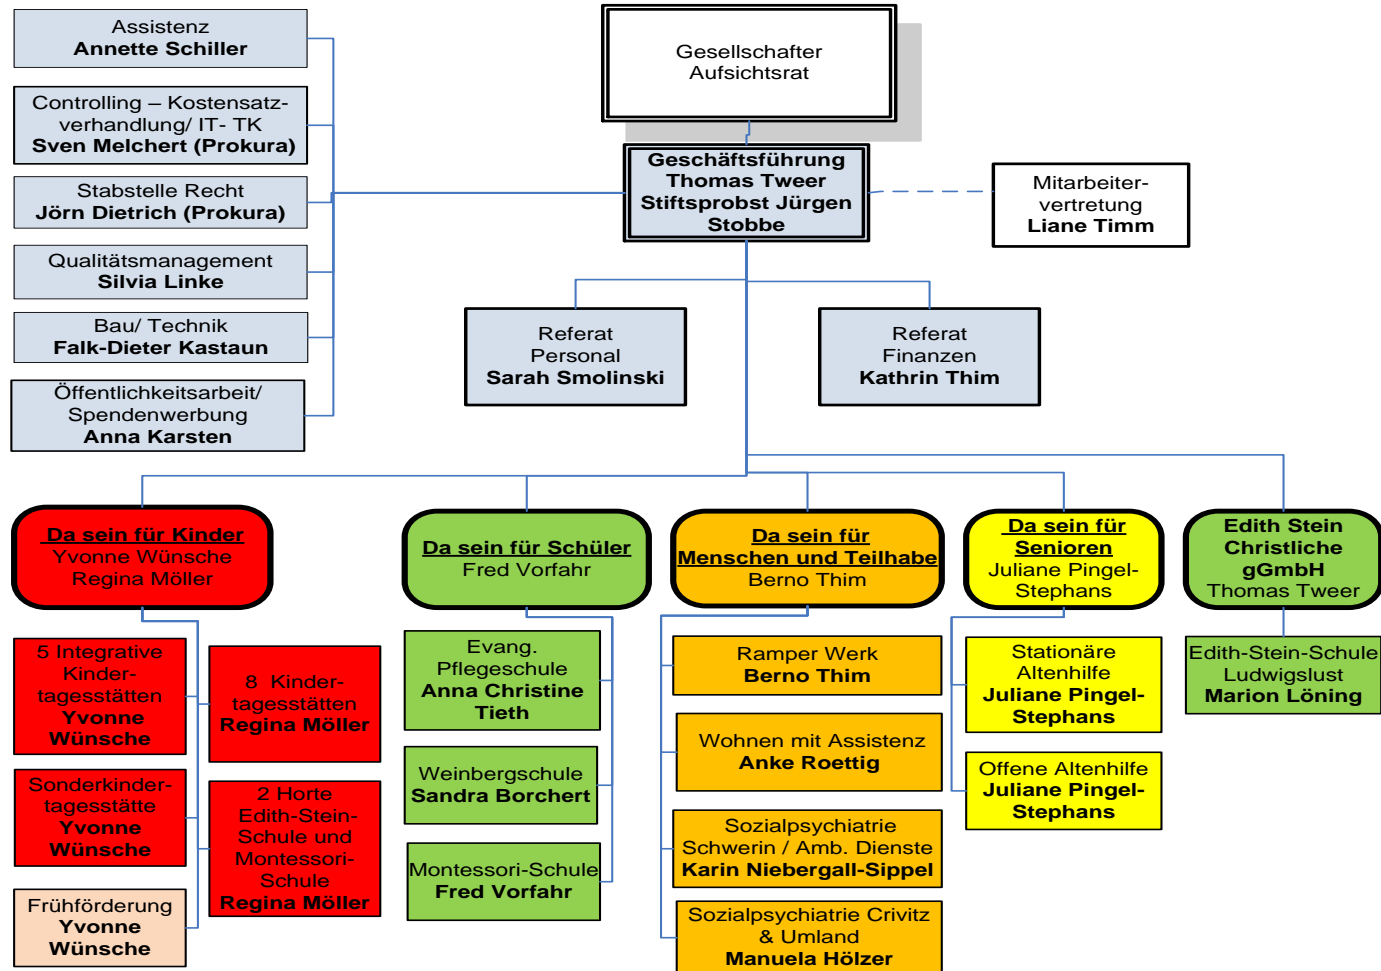 Assistenz
Annette Schiller
Controlling – Kostensatz-
verhandlung/ IT- TK
Sven Melchert (Prokura)
Stabstelle Recht
Jörn Dietrich (Prokura)
Qualitätsmanagement
Silvia Linke
Bau/ Technik
Falk-Dieter Kastaun
Öffentlichkeitsarbeit/
Spendenwerbung
Anna Karsten
Gesellschafter
Aufsichtsrat
Geschäftsführung
Thomas Tweer
Stiftsprobst Jürgen
Stobbe
Mitarbeiter-
vertretung
Liane Timm
Referat
Personal
Sarah Smolinski
Referat
Finanzen
Kathrin Thim
Da sein für Kinder
Yvonne Wünsche
Regina Möller
5 Integrative
Kinder-
tagesstätten
Yvonne
Wünsche
Sonderkinder-
tagesstätte
Yvonne
Wünsche
Frühförderung
Yvonne
Wünsche
8 Kinder-
tagesstätten
Regina Möller
2 Horte
Edith-Stein-
Schule und
Montessori-
Schule
Regina Möller
Da sein für Schüler
Fred Vorfahr
Evang.
Pflegeschule
Anna Christine
Tieth
Weinbergschule
Sandra Borchert
Montessori-Schule
Fred Vorfahr
Da sein für
Menschen und Teilhabe
Berno Thim
Ramper Werk
Berno Thim
Wohnen mit Assistenz
Anke Roettig
Sozialpsychiatrie
Schwerin / Amb. Dienste
Karin Niebergall-Sippel
Sozialpsychiatrie Crivitz
& Umland
Manuela Hölzer
Da sein für
Senioren
Juliane Pingel-
Stephans
Stationäre
Altenhilfe
Juliane Pingel-
Stephans
Offene Altenhilfe
Juliane Pingel-
Stephans
Edith Stein
Christliche
gGmbH
Thomas Tweer
Edith-Stein-Schule
Ludwigslust
Marion Löning